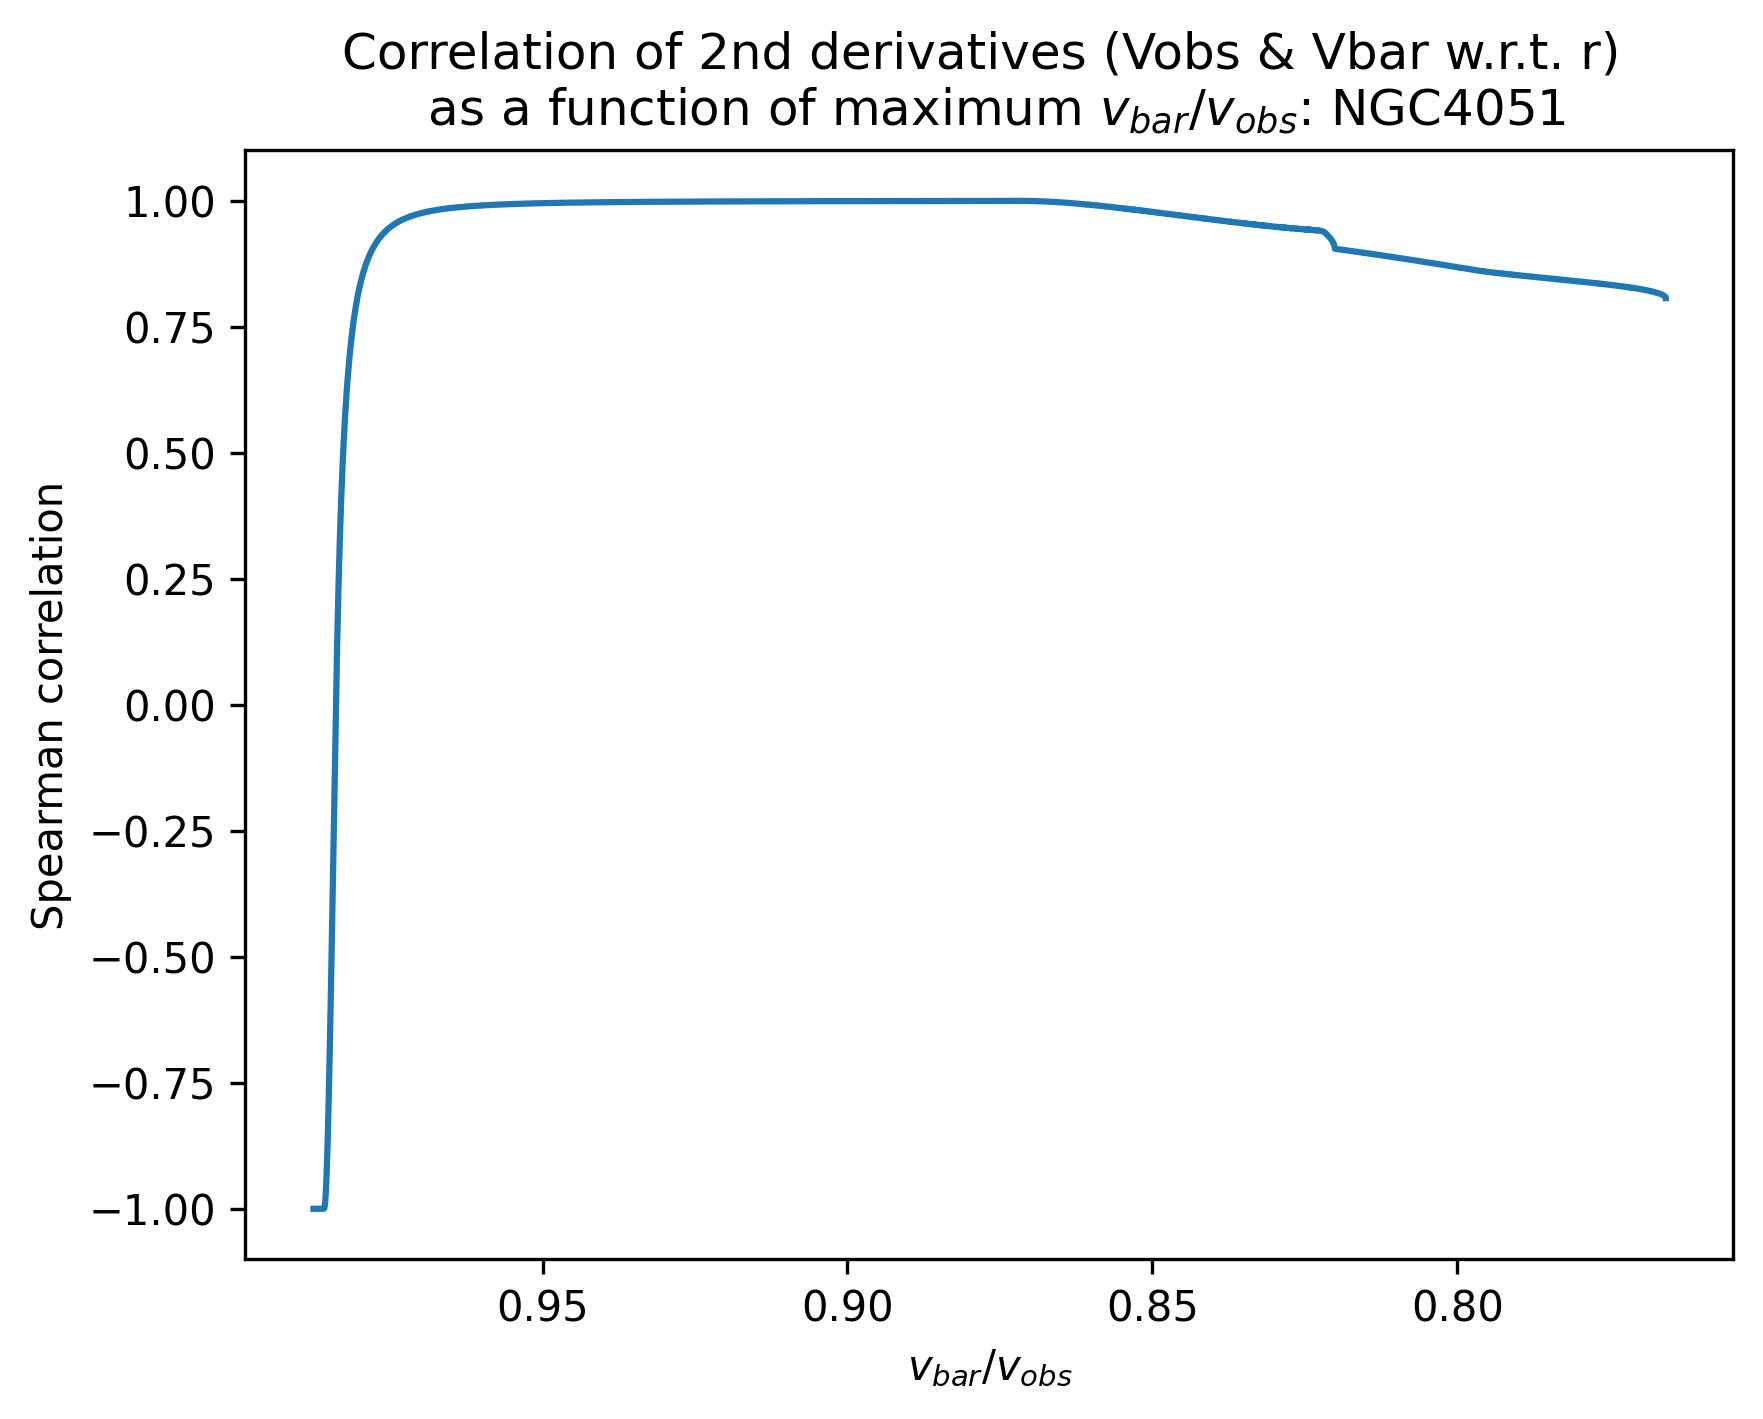 Correlation of 2nd derivatives (Vobs & Vbar w.r.t. r)
as a function of maximum v_bar/v_obs: NGC4051
1.00
0.75
0.50
0.25
0.00
−0.25
−0.50
−0.75
−1.00
Spearman correlation
0.95 0.90 0.85 0.80
v_bar/v_obs